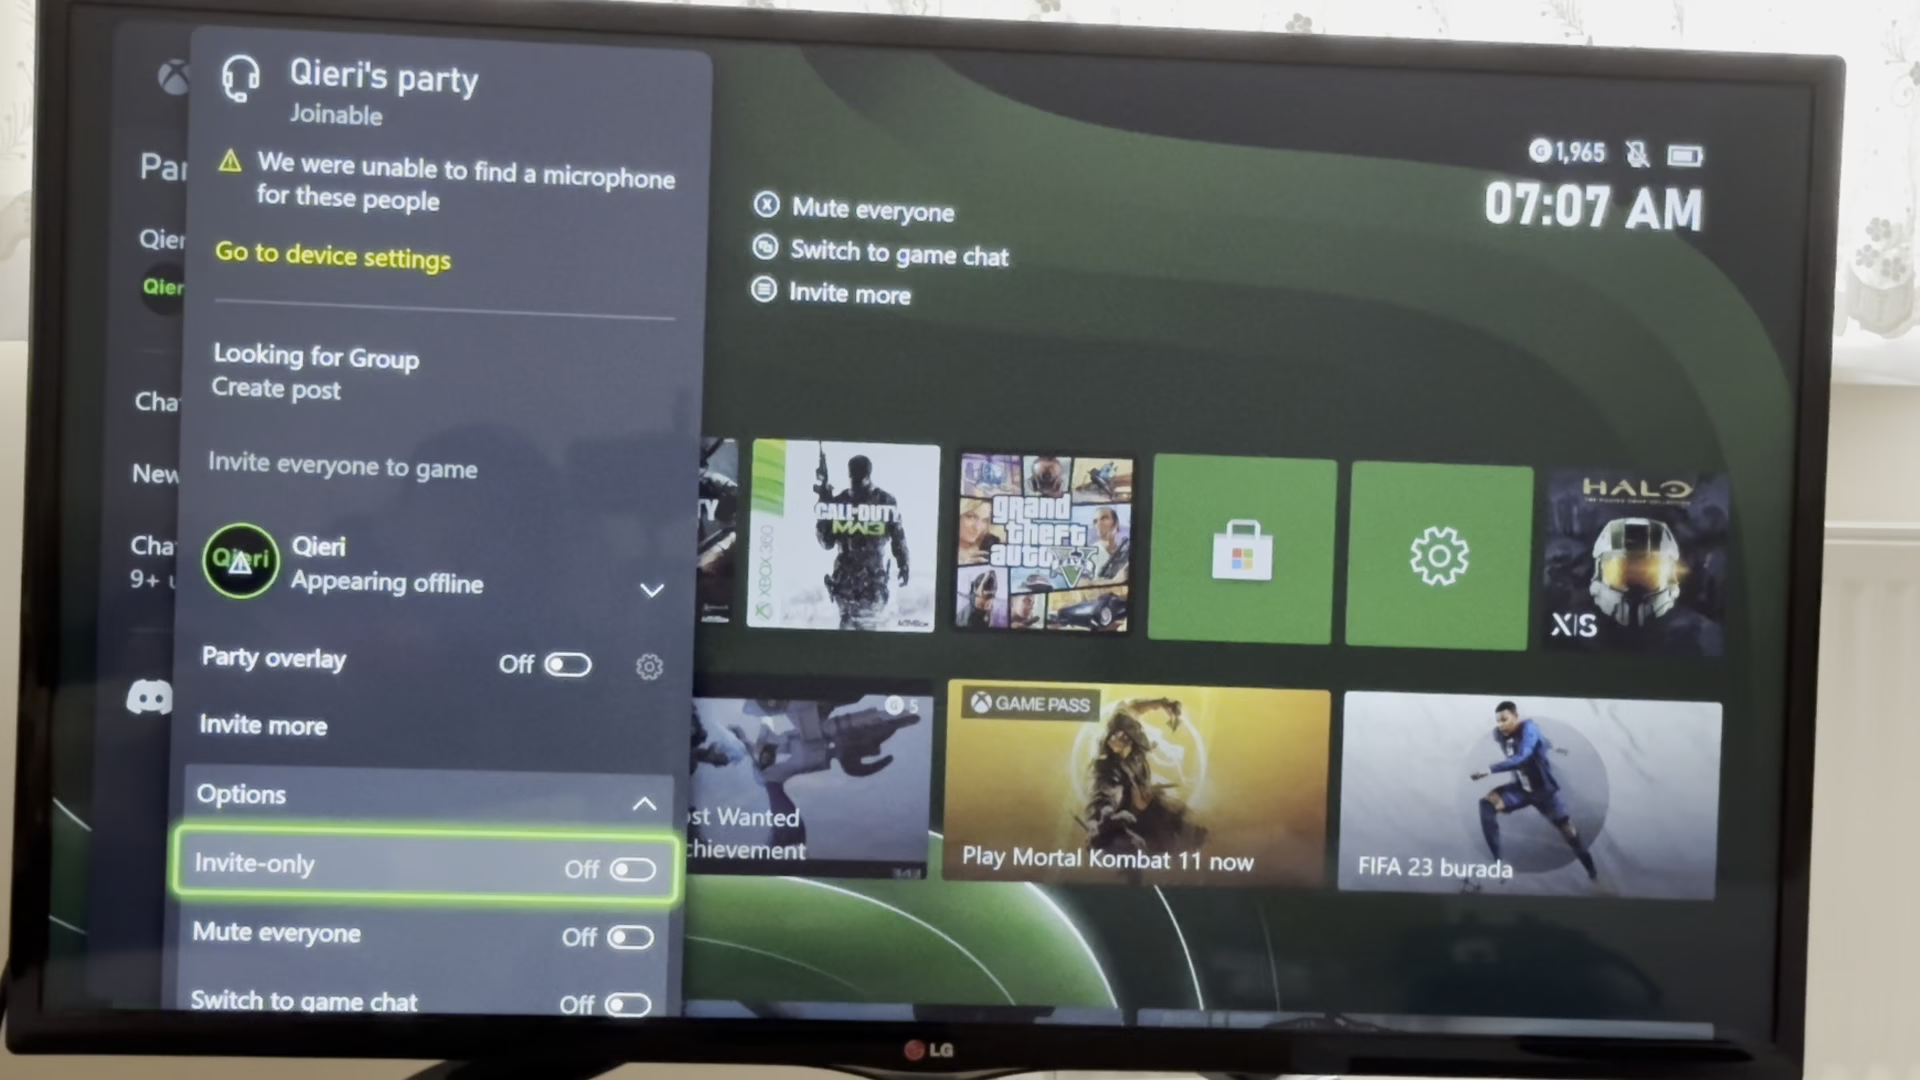 Qieri's party
Joinable
We were unable to find a microphone
for these people
Go to device settings
Looking for Group
Create post
Invite everyone to game
Qieri
Qieri
Appearing offline
Party overlay
Off
Invite more
Options
Invite-only
Off
Mute everyone
Off
Switch to game chat
Off
Par
Qier
Qier
Cha
New
Cha
9+ u
Mute everyone
Switch to game chat
Invite more
G 1,965
07:07 AM
TY
XBOX 360
CALL·DUTY
MW3
grand
theft
auto
V
HALO
X|S
G 5
st Wanted
chievement
GAME PASS
Play Mortal Kombat 11 now
FIFA 23 burada
LG